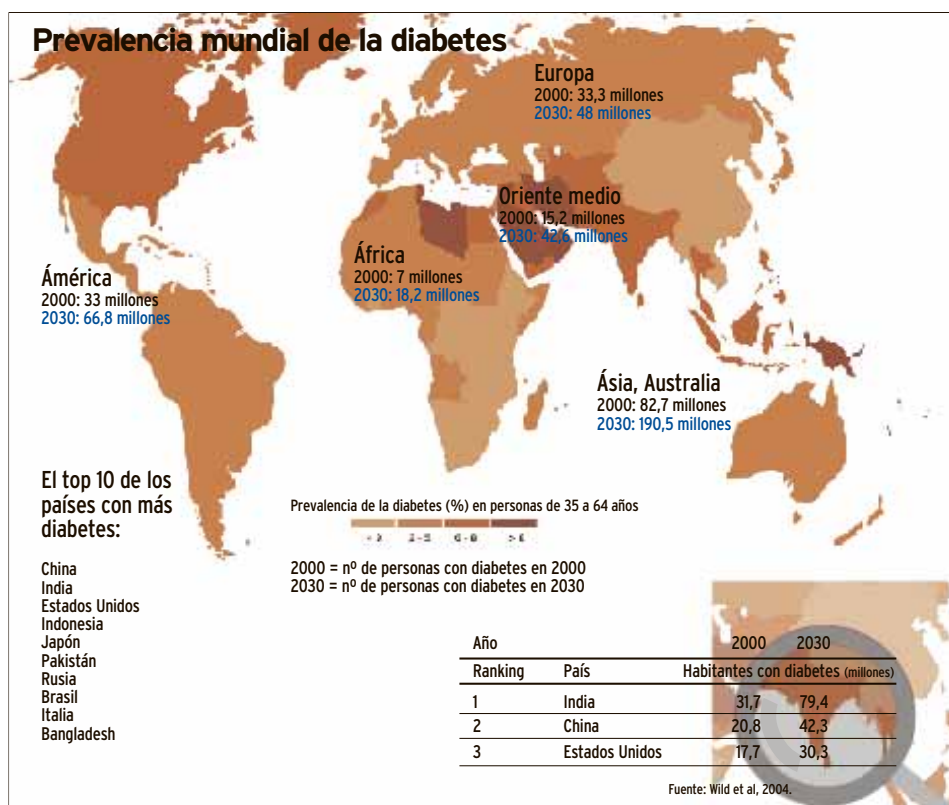 Prevalencia mundial de la diabetes
Europa
2000: 33,3 millones
2030: 48 millones
Oriente medio
2000: 15,2 millones
2030: 42,6 millones
África
2000: 7 millones
2030: 18,2 millones
Ámérica
2000: 33 millones
2030: 66,8 millones
Ásia, Australia
2000: 82,7 millones
2030: 190,5 millones
El top 10 de los
países con más
diabetes:
China
India
Estados Unidos
Indonesia
Japón
Pakistán
Rusia
Brasil
Italia
Bangladesh
Prevalencia de la diabetes (%) en personas de 35 a 64 años
2000 = nº de personas con diabetes en 2000
2030 = nº de personas con diabetes en 2030
Año 2000 2030
Ranking País Habitantes con diabetes (millones)
1 India 31,7 79,4
2 China 20,8 42,3
3 Estados Unidos 17,7 30,3
Fuente: Wild et al, 2004.